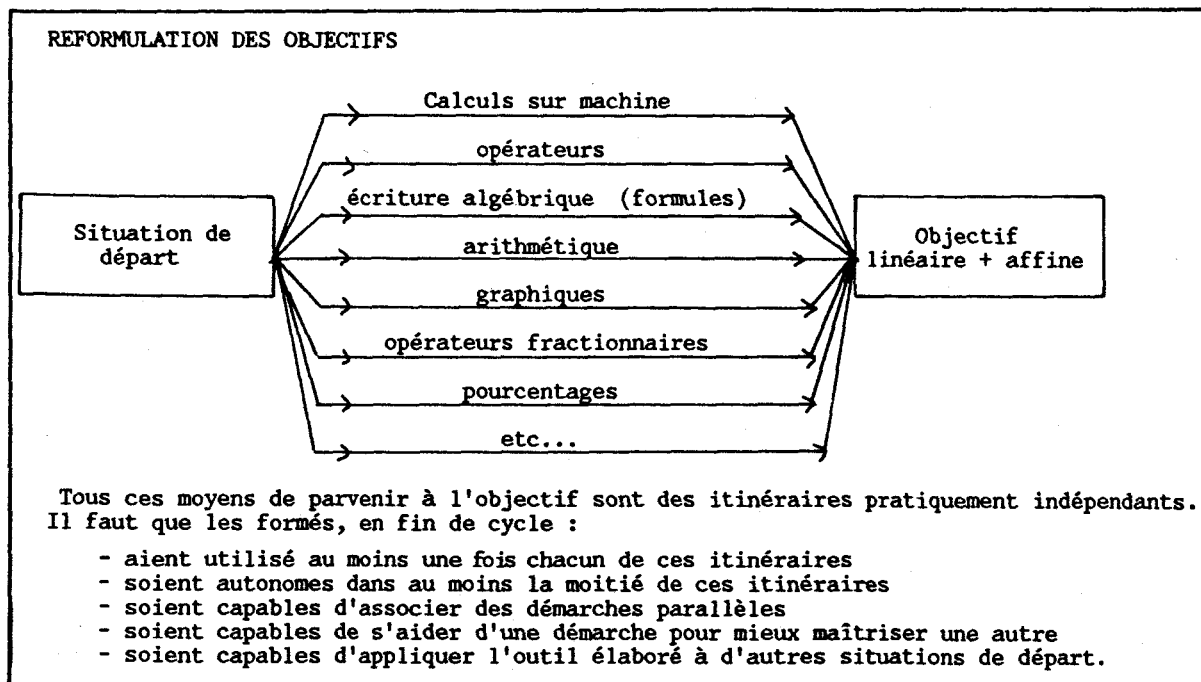 REFORMULATION DES OBJECTIFS
Calculs sur machine
opérateurs
écriture algébrique (formules)
Situation de
départ
arithmétique
Objectif
linéaire + affine
graphiques
opérateurs fractionnaires
pourcentages
etc...
Tous ces moyens de parvenir à l'objectif sont des itinéraires pratiquement indépendants.
Il faut que les formés, en fin de cycle :
- aient utilisé au moins une fois chacun de ces itinéraires
- soient autonomes dans au moins la moitié de ces itinéraires
- soient capables d'associer des démarches parallèles
- soient capables de s'aider d'une démarche pour mieux maîtriser une autre
- soient capables d'appliquer l'outil élaboré à d'autres situations de départ.